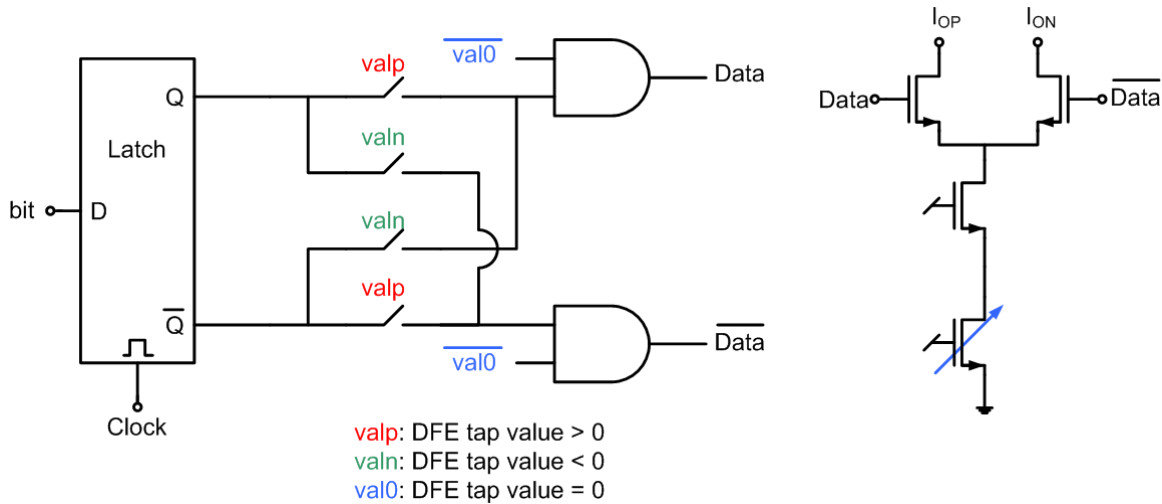 I_OP I_ON
valp
val0
Data
Q
Data
Data
Latch
valn
bit
D
valn
valp
Q
val0
Data
Clock
valp: DFE tap value > 0
valn: DFE tap value < 0
val0: DFE tap value = 0